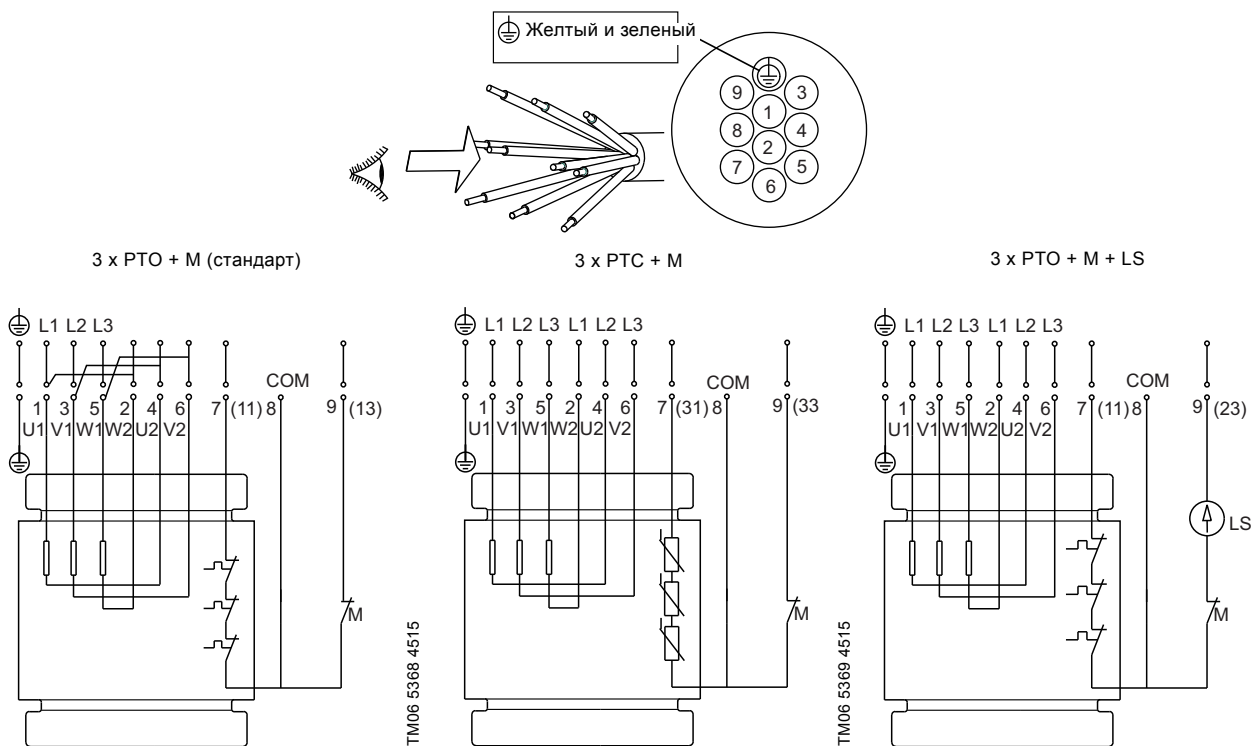 Желтый и зеленый
9 3
1
8 4
2
7 5
6
3 x PTO + M (стандарт)
3 x PTC + M
3 x PTO + M + LS
L1 L2 L3
COM
1 3 5 2 4 6 7 (11) 8 9 (13)
U1 V1 W1 W2 U2 V2
M
TM06 5368 4515
L1 L2 L3 L1 L2 L3
COM
1 3 5 2 4 6 7 (31) 8 9 (33
U1 V1 W1 W2 U2 V2
M
TM06 5369 4515
L1 L2 L3 L1 L2 L3
COM
1 3 5 2 4 6 7 (11) 8 9 (23)
U1 V1 W1 W2 U2 V2
LS
M